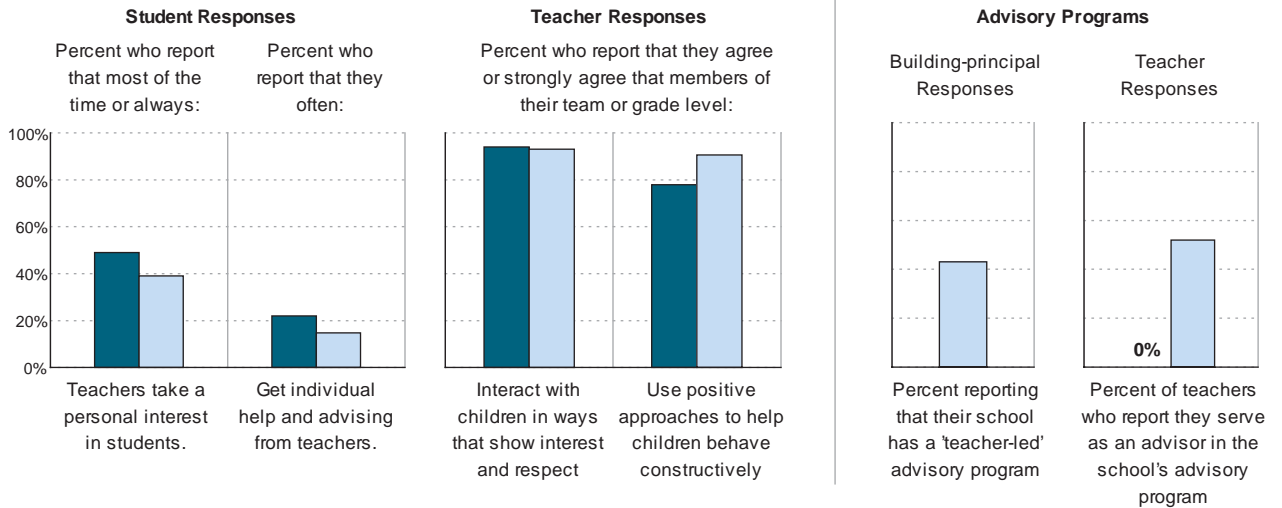 Student Responses
Percent who report
that most of the
time or always:
Percent who
report that they
often:
100%
80%
60%
40%
20%
0%
Teachers take a
personal interest
in students.
Get individual
help and advising
from teachers.
Teacher Responses
Percent who report that they agree
or strongly agree that members of
their team or grade level:
Interact with
children in ways
that show interest
and respect
Use positive
approaches to help
children behave
constructively
Advisory Programs
Building-principal
Responses
Percent reporting
that their school
has a 'teacher-led’
advisory program
Teacher
Responses
0%
Percent of teachers
who report they serve
as an advisor in the
school’s advisory
program